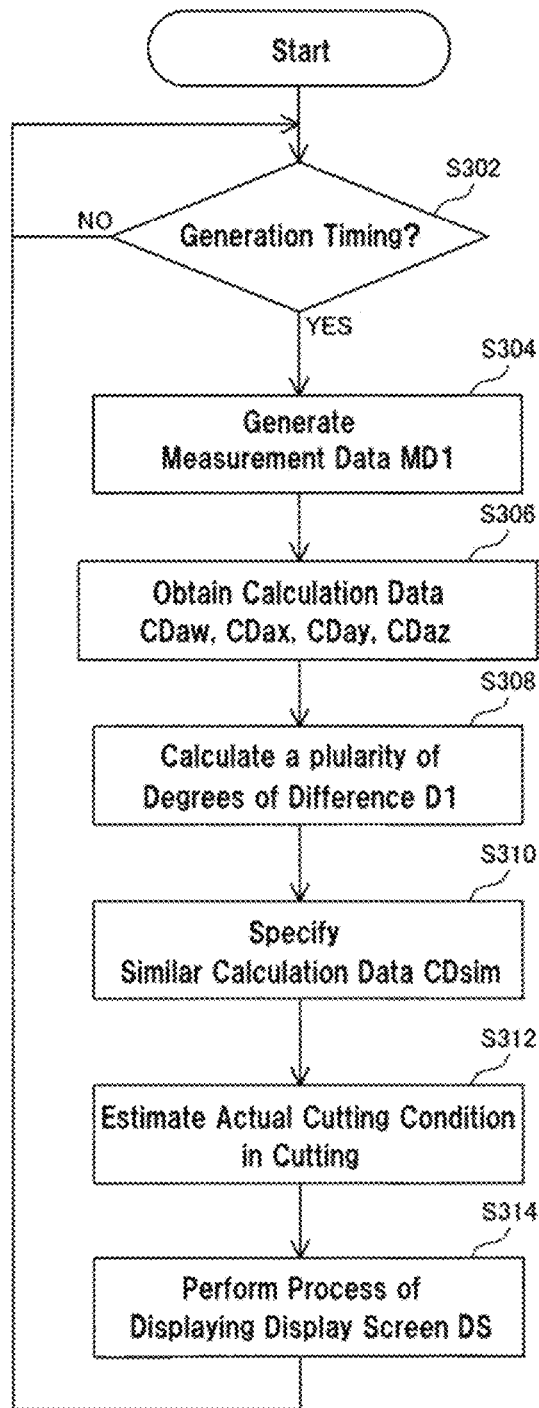 Start
S302
NO
Generation Timing?
YES
S304
Generate
Measurement Data MD1
S306
Obtain Calculation Data
CDaw, CDax, CDay, CDaz
S308
Calculate a plularity of
Degrees of Difference D1
S310
Specify
Similar Calculation Data CDsim
S312
Estimate Actual Cutting Condition
in Cutting
S314
Perform Process of
Displaying Display Screen DS